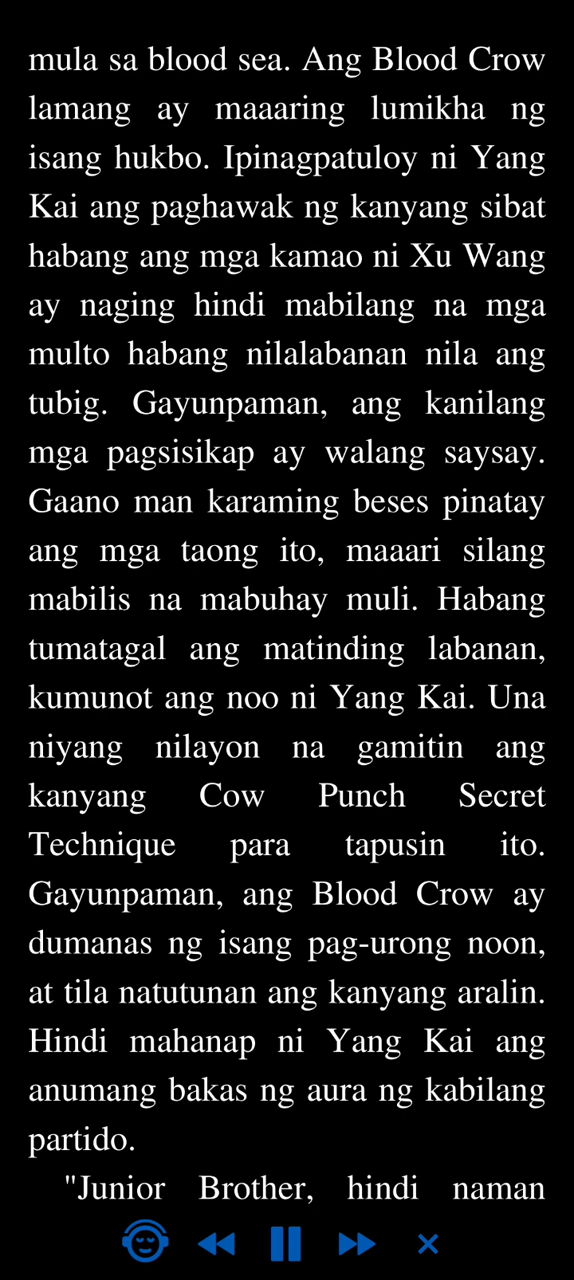 mula sa blood sea. Ang Blood Crow
lamang ay maaaring lumikha ng
isang hukbo. Ipinagpatuloy ni Yang
Kai ang paghawak ng kanyang sibat
habang ang mga kamao ni Xu Wang
ay naging hindi mabilang na mga
multo habang nilalabanan nila ang
tubig. Gayunpaman, ang kanilang
mga pagsisikap ay walang saysay.
Gaano man karaming beses pinatay
ang mga taong ito, maaari silang
mabilis na mabuhay muli. Habang
tumatagal ang matinding labanan,
kumunot ang noo ni Yang Kai. Una
niyang nilayon na gamitin ang
kanyang Cow Punch Secret
Technique para tapusin ito.
Gayunpaman, ang Blood Crow ay
dumanas ng isang pag-urong noon,
at tila natutunan ang kanyang aralin.
Hindi mahanap ni Yang Kai ang
anumang bakas ng aura ng kabilang
partido.
"Junior Brother, hindi naman